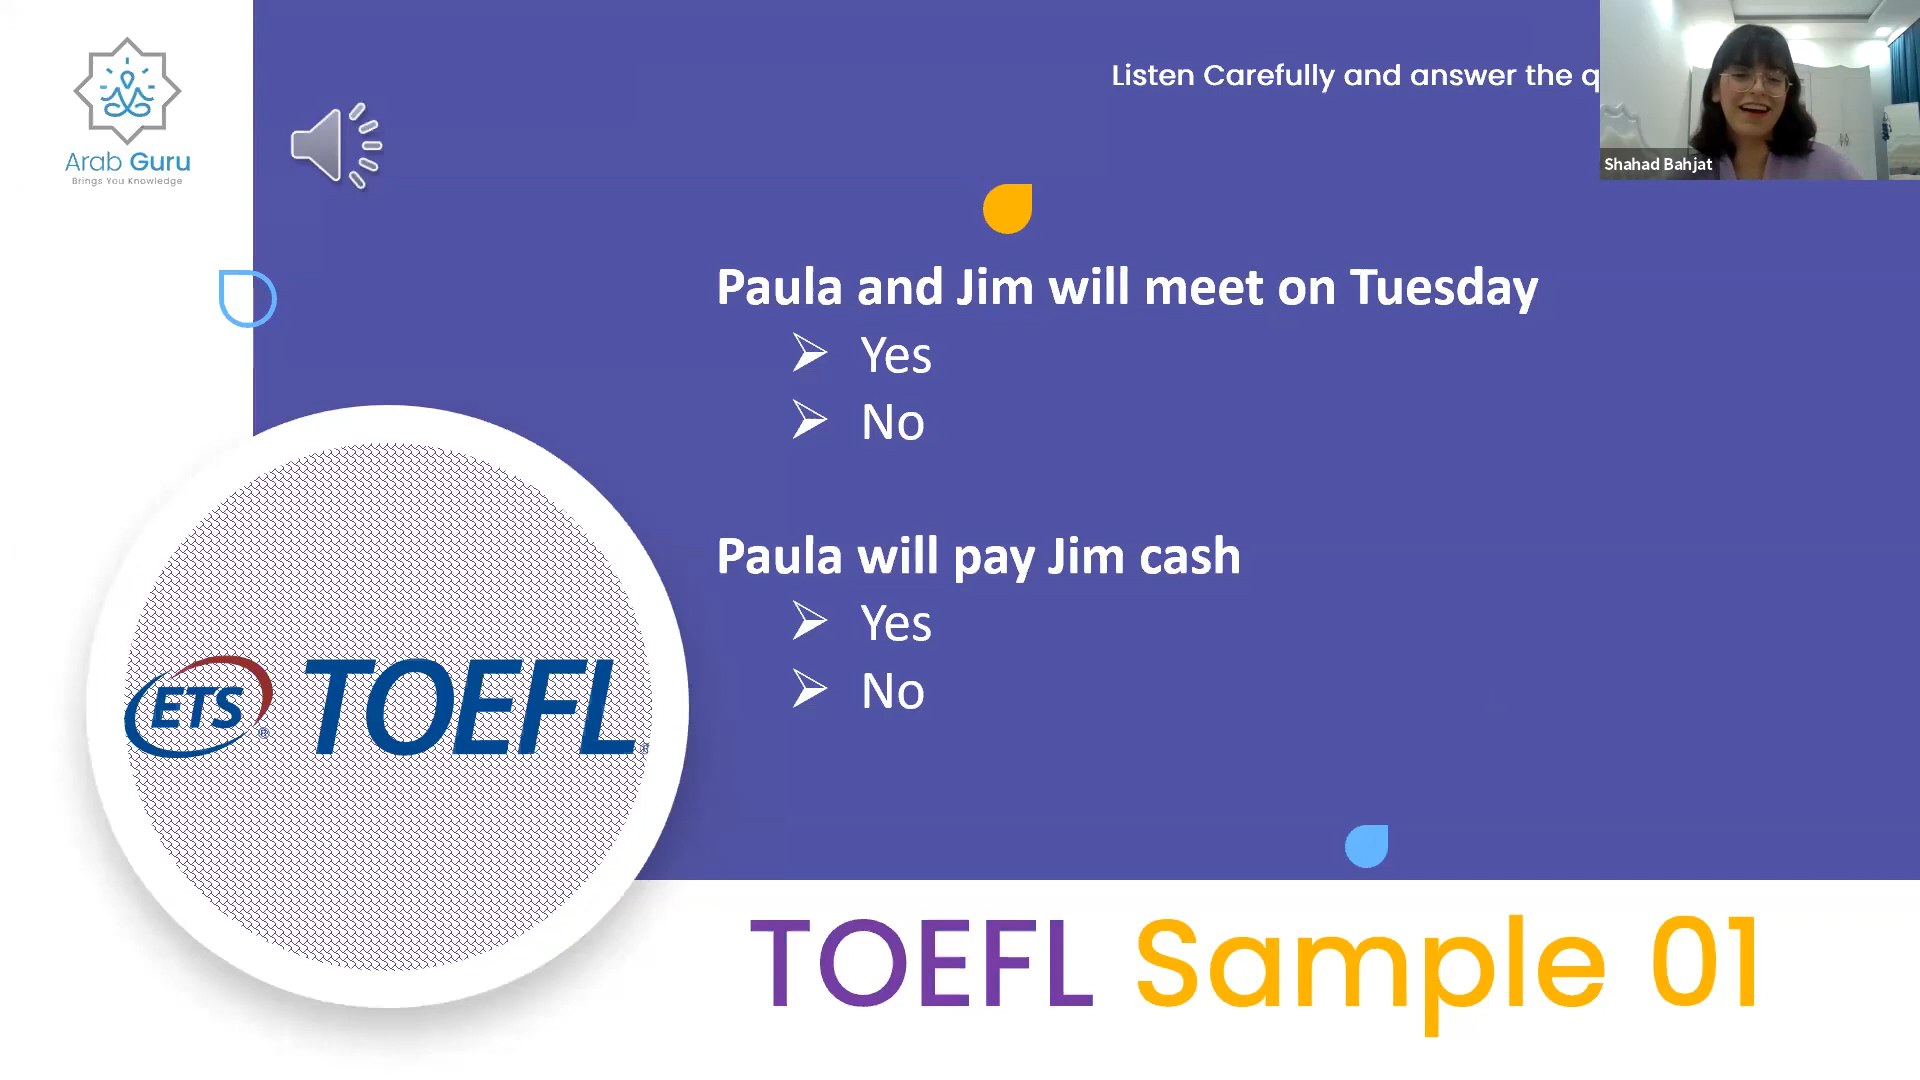 Arab Guru
Brings You Knowledge
Listen Carefully and answer the q
Shahad Bahjat
Paula and Jim will meet on Tuesday
➢ Yes
➢ No
Paula will pay Jim cash
➢ Yes
➢ No
ETS® TOEFL®
TOEFL Sample 01